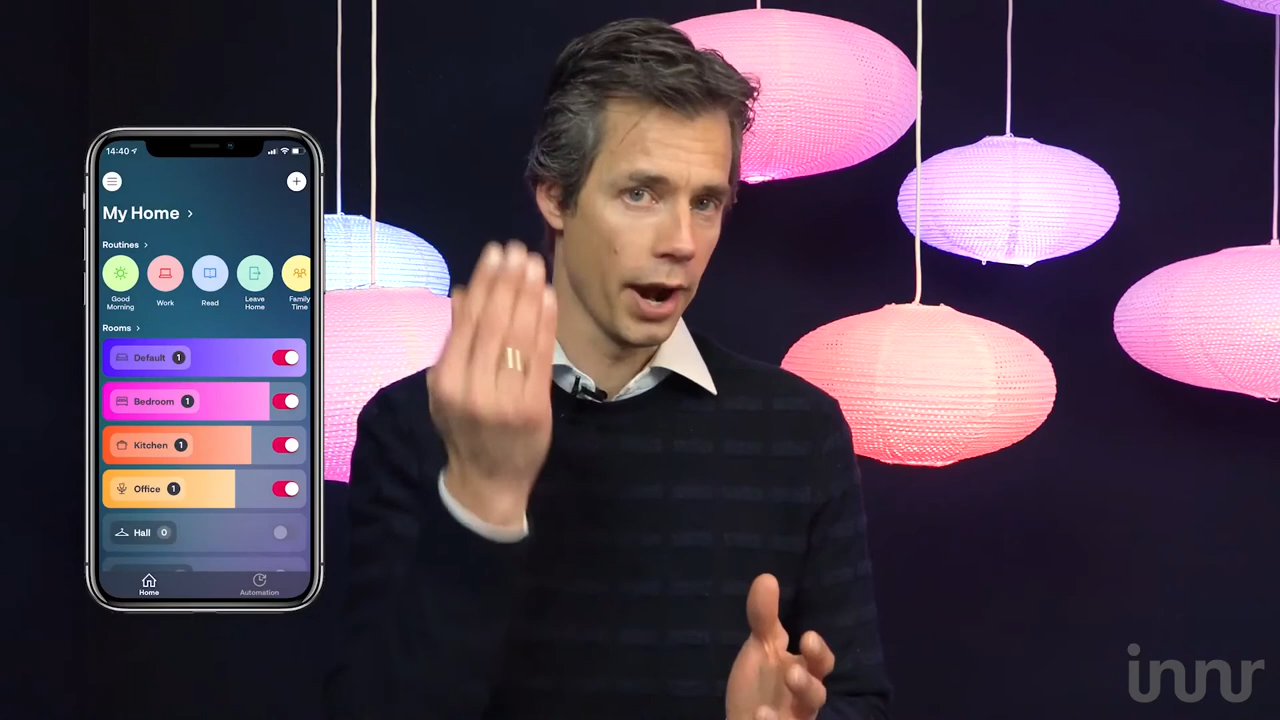 14:40
My Home >
Routines >
Good Morning
Work
Read
Leave Home
Family Time
Rooms >
Default 1
Bedroom 1
Kitchen 1
Office 1
Hall 0
Home
Automation
innr